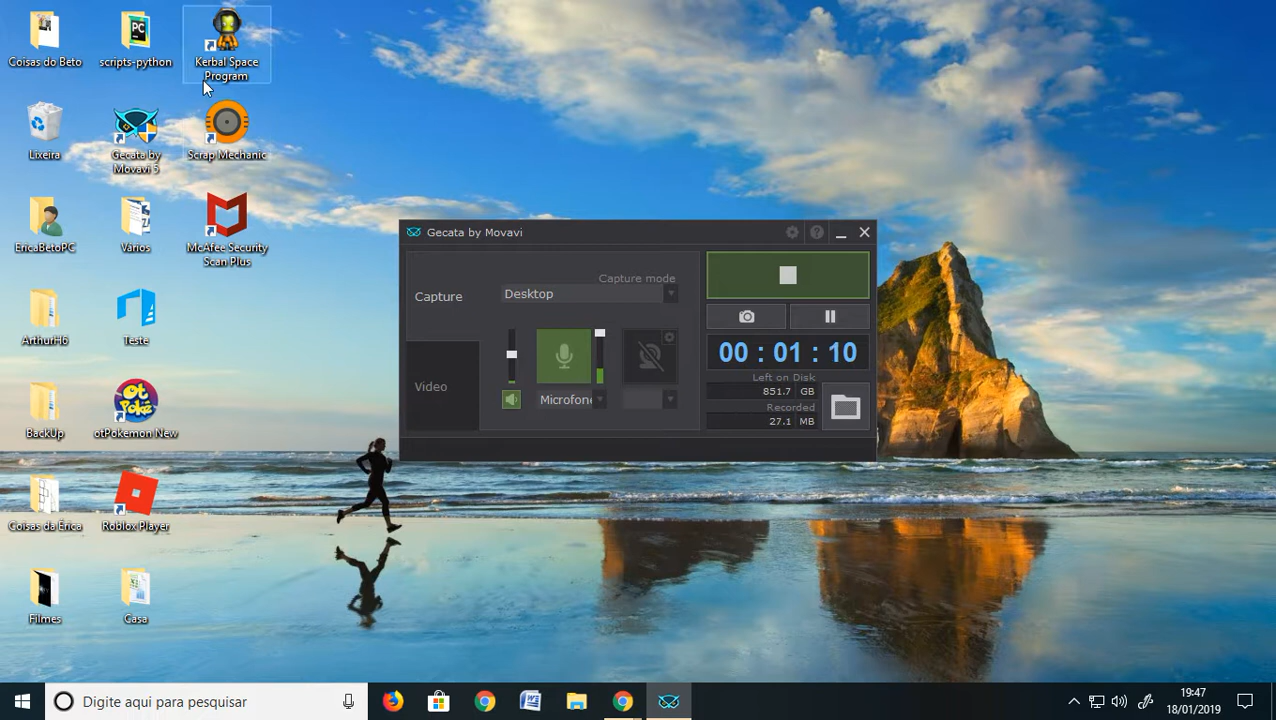 Coisas do Beto
scripts-python
Kerbal Space
Program
Lixeira
Gecata by
Movavi 5
Scrap Mechanic
EricaBetoPC
Vários
McAfee Security
Scan Plus
ArthurH6
Teste
BackUp
otPokemon New
Coisas da Erica
Roblox Player
Filmes
Casa
Gecata by Movavi
Capture mode
Capture
Desktop
Video
Microfone
00 : 01 : 10
Left on Disk
851.7 GB
Recorded
27.1 MB
Digite aqui para pesquisar
19:47
18/01/2019